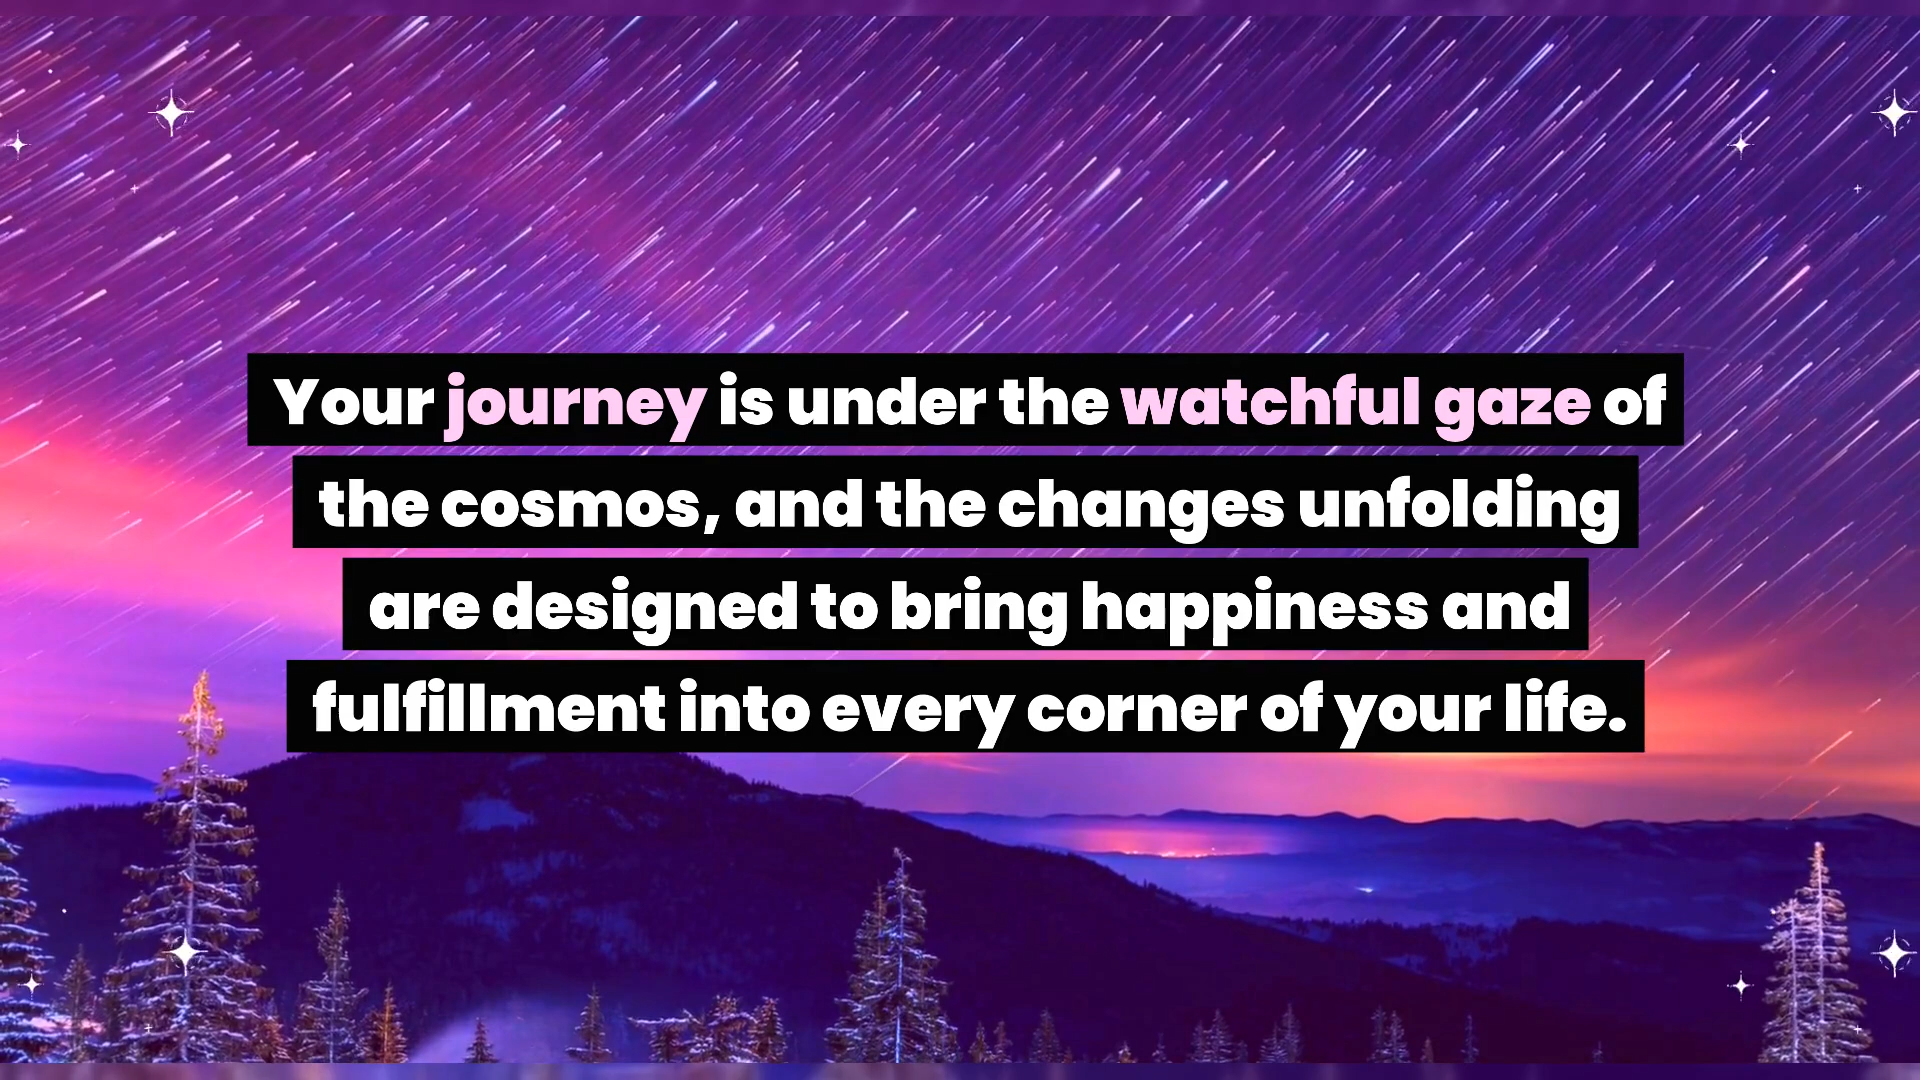 Your journey is under the watchful gaze of
the cosmos, and the changes unfolding
are designed to bring happiness and
fulfillment into every corner of your life.